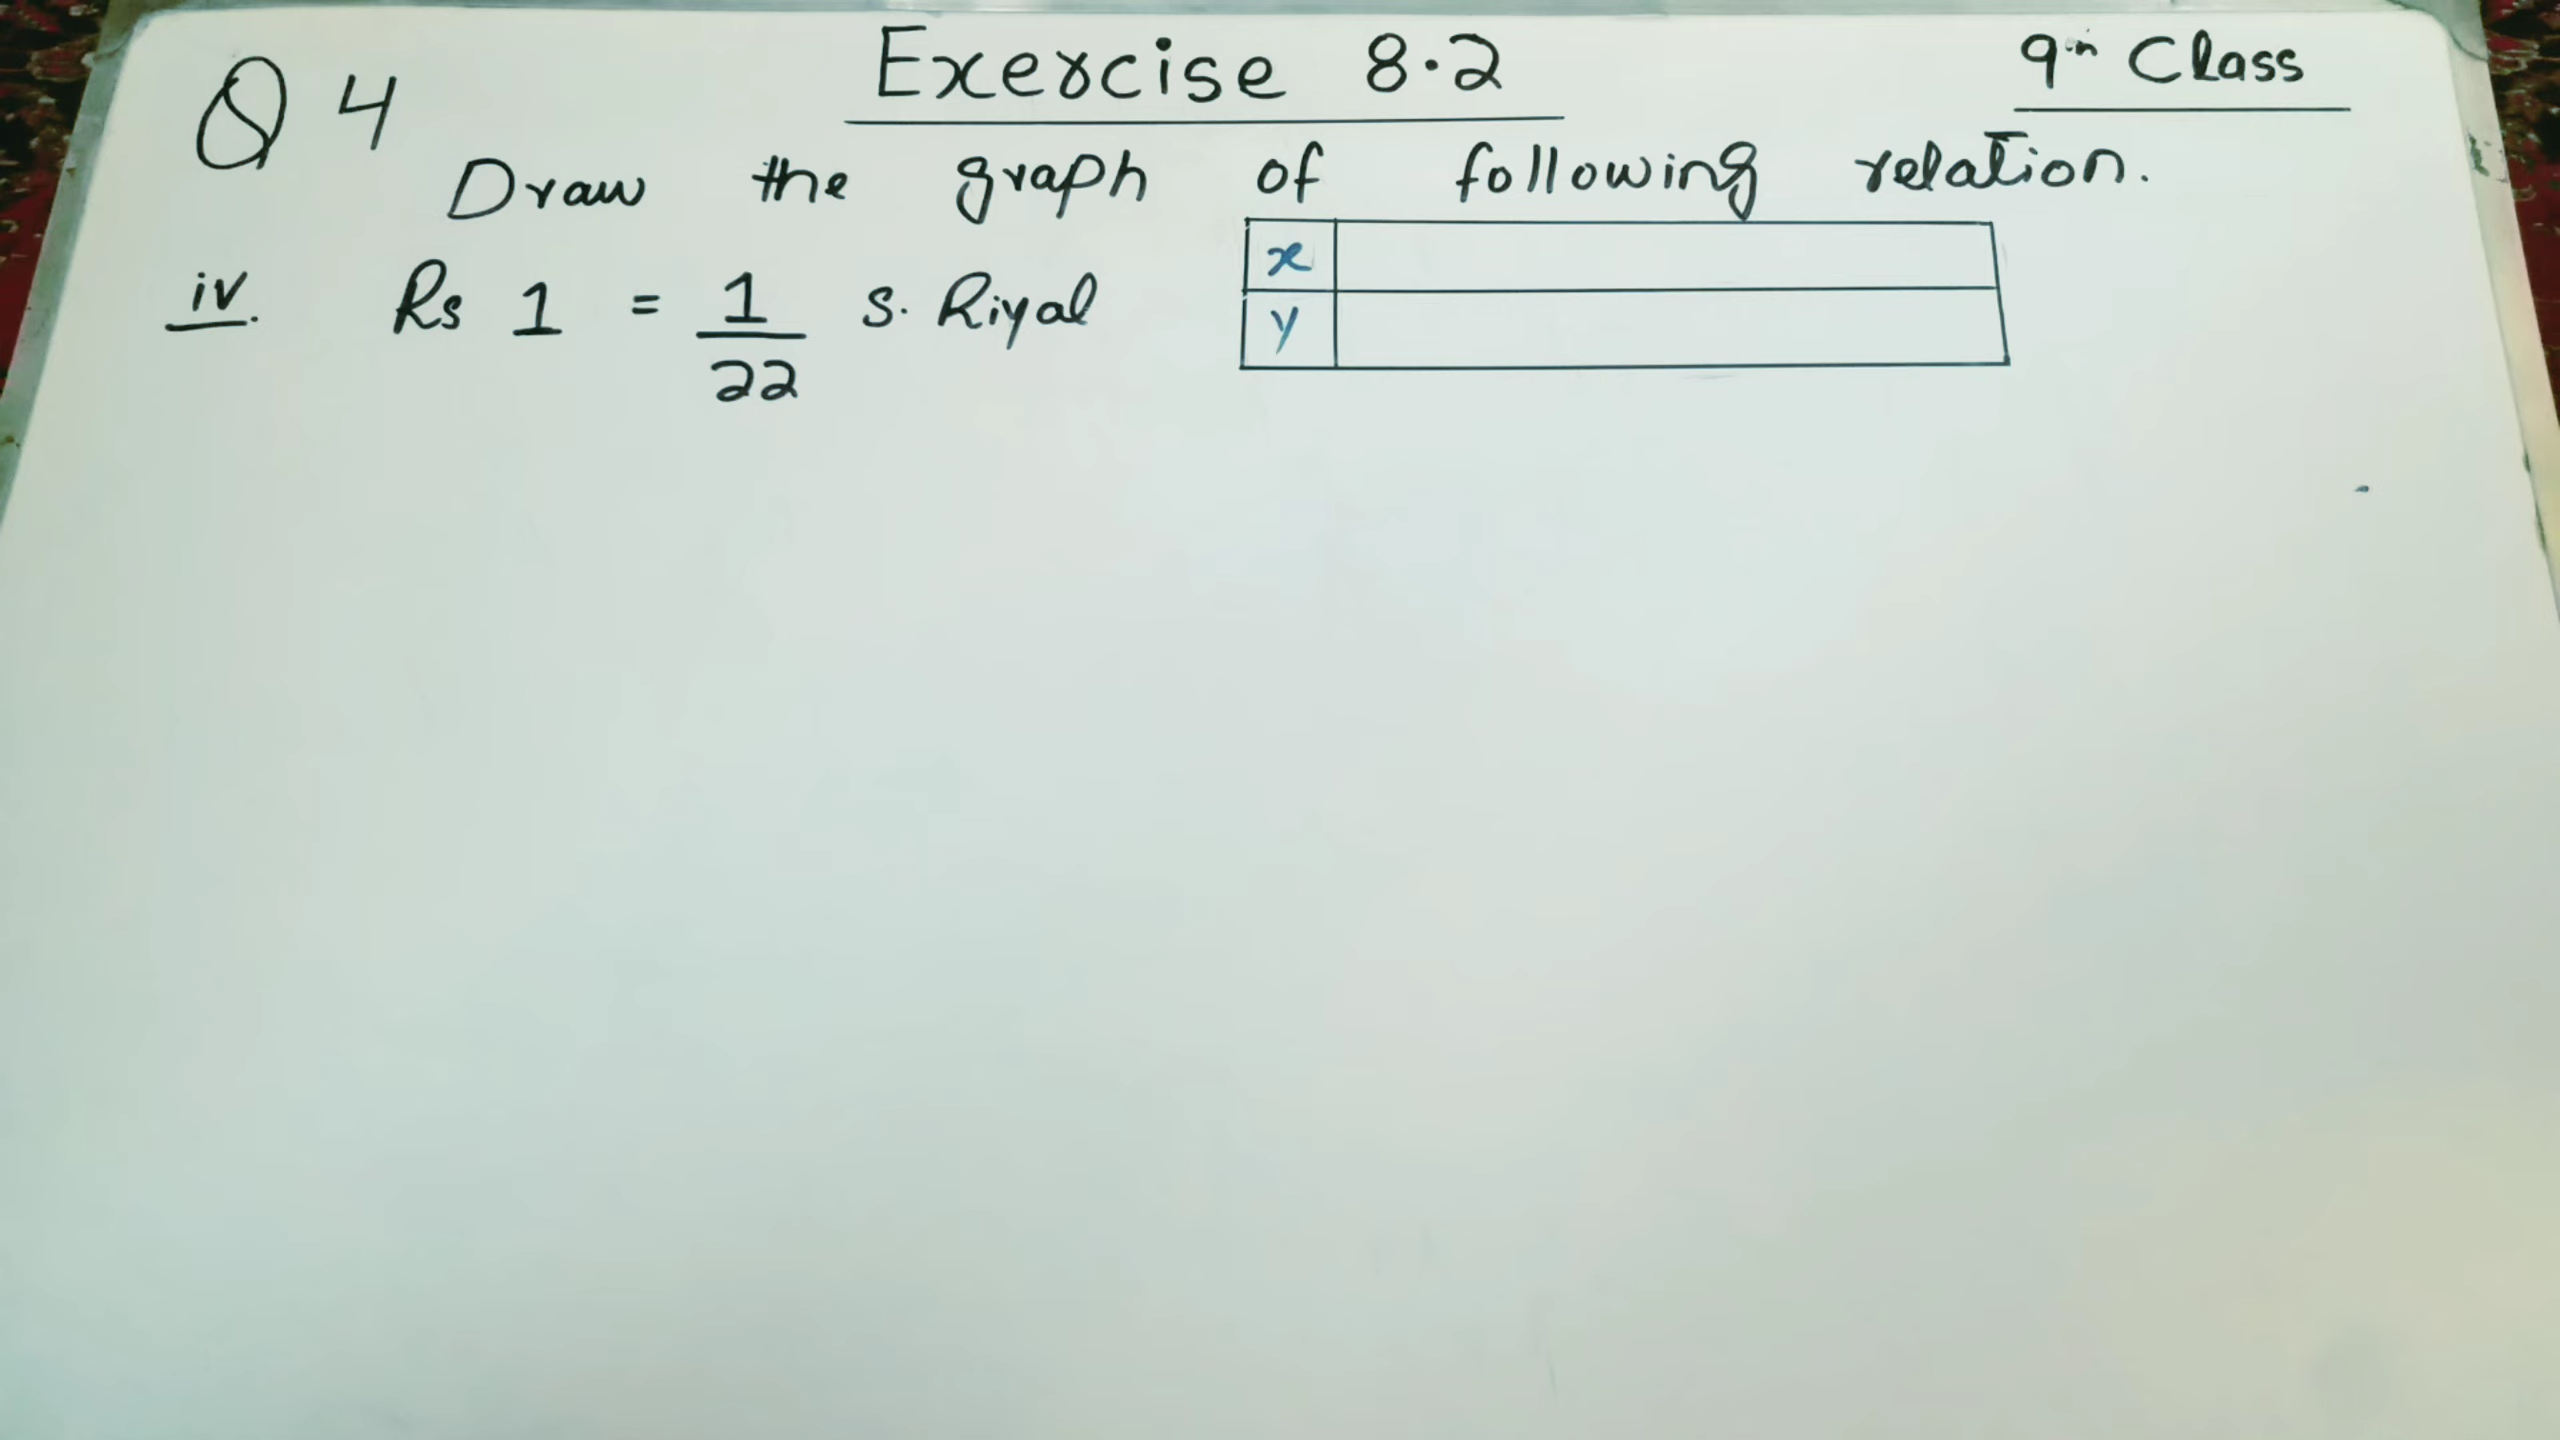 Exercise 8.2
9th Class
Q 4
Draw the graph of following relation.
iv. Rs 1 = 1/22 S. Riyal
x
y